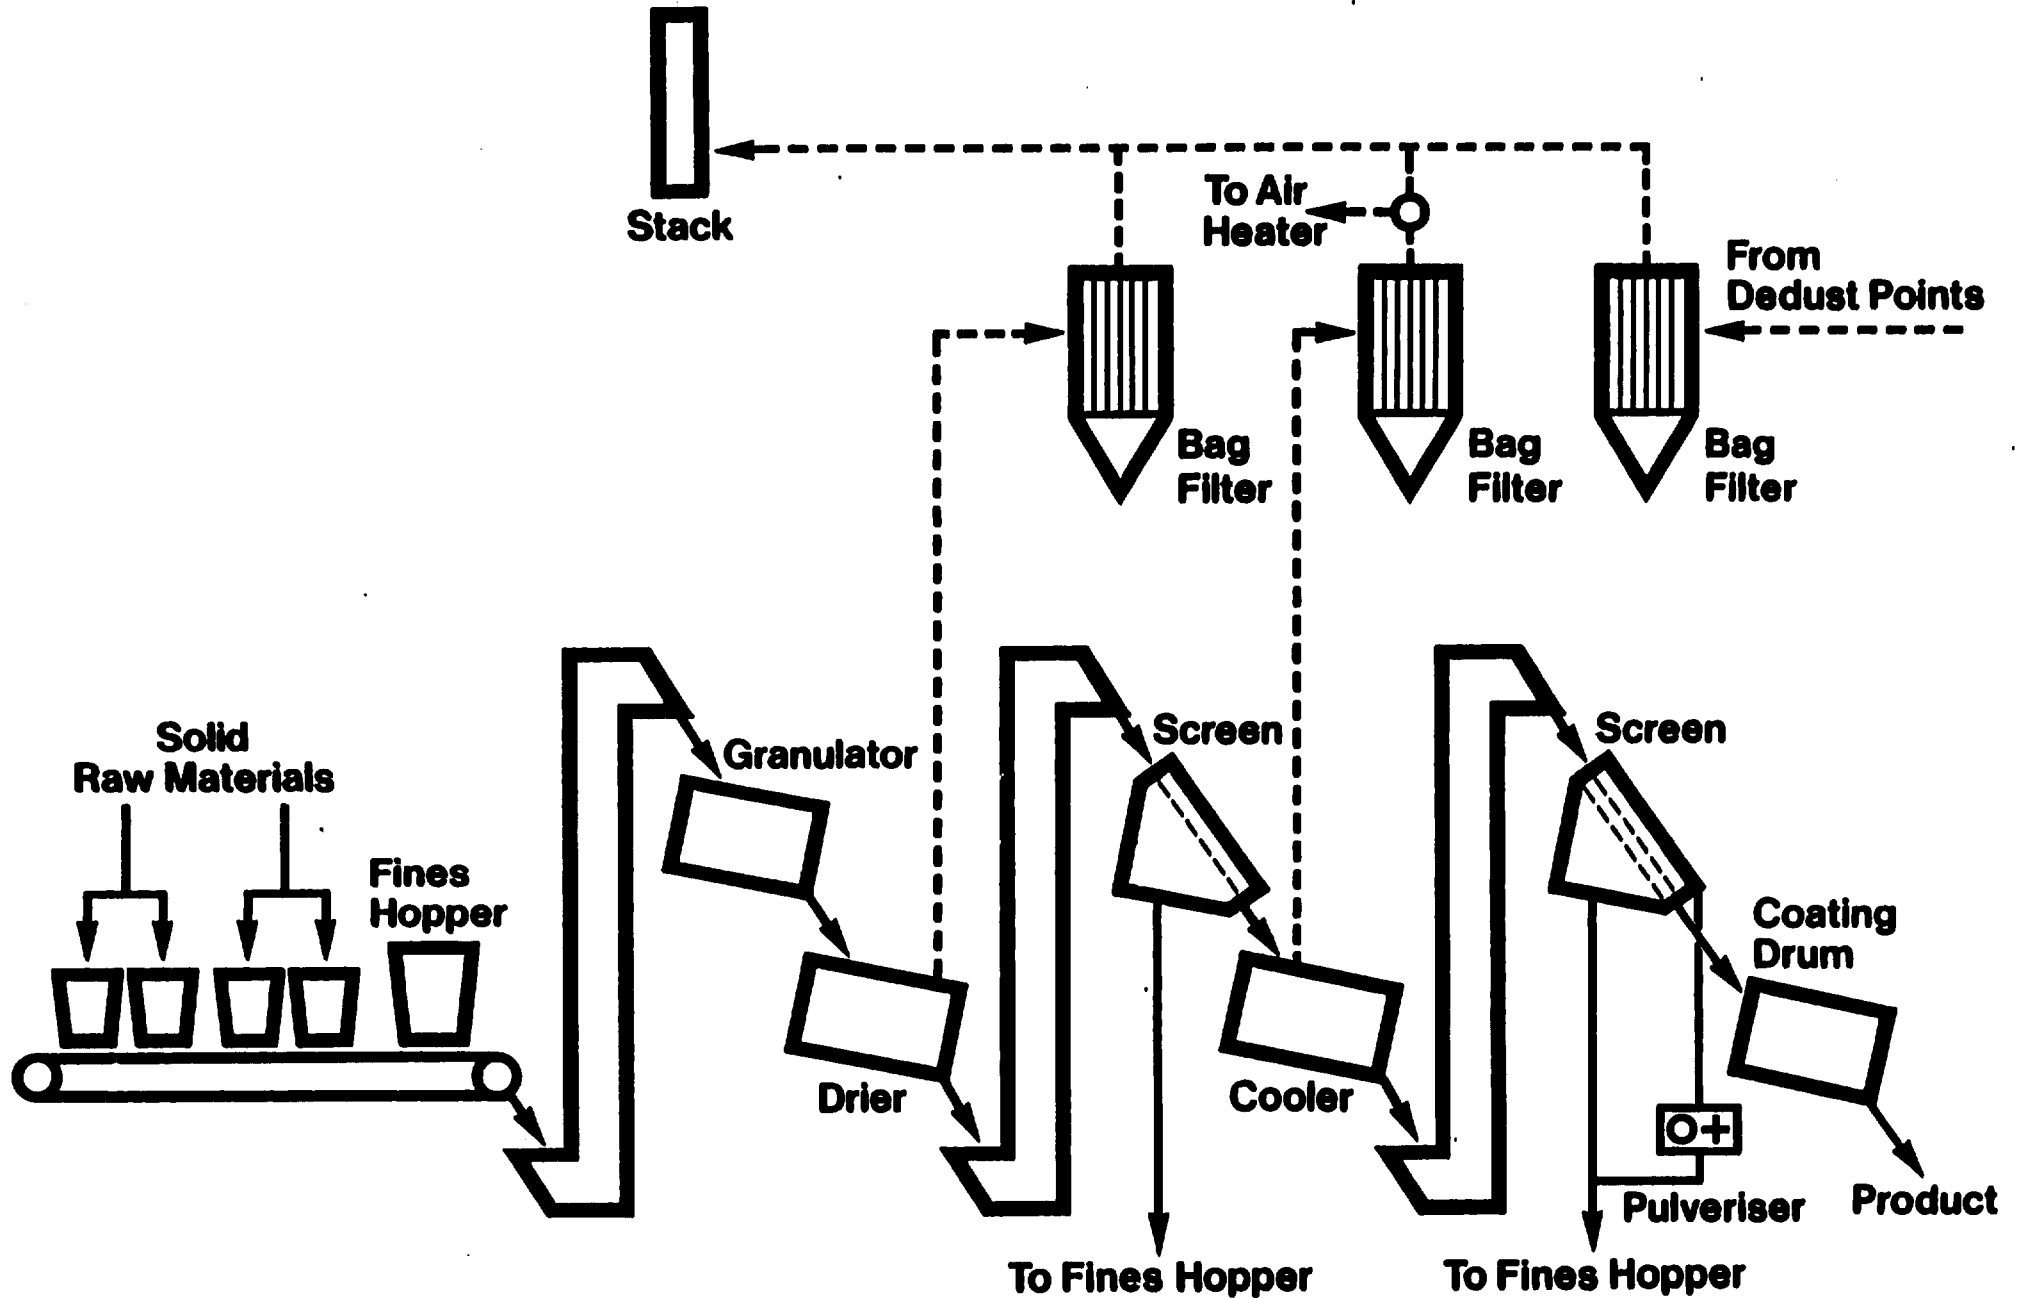 Stack
To Air
Heater
From
Dedust Points
Bag
Filter
Bag
Filter
Bag
Filter
Solid
Raw Materials
Fines
Hopper
Granulator
Screen
Screen
Coating
Drum
Drier
Cooler
O+
Pulveriser
Product
To Fines Hopper
To Fines Hopper